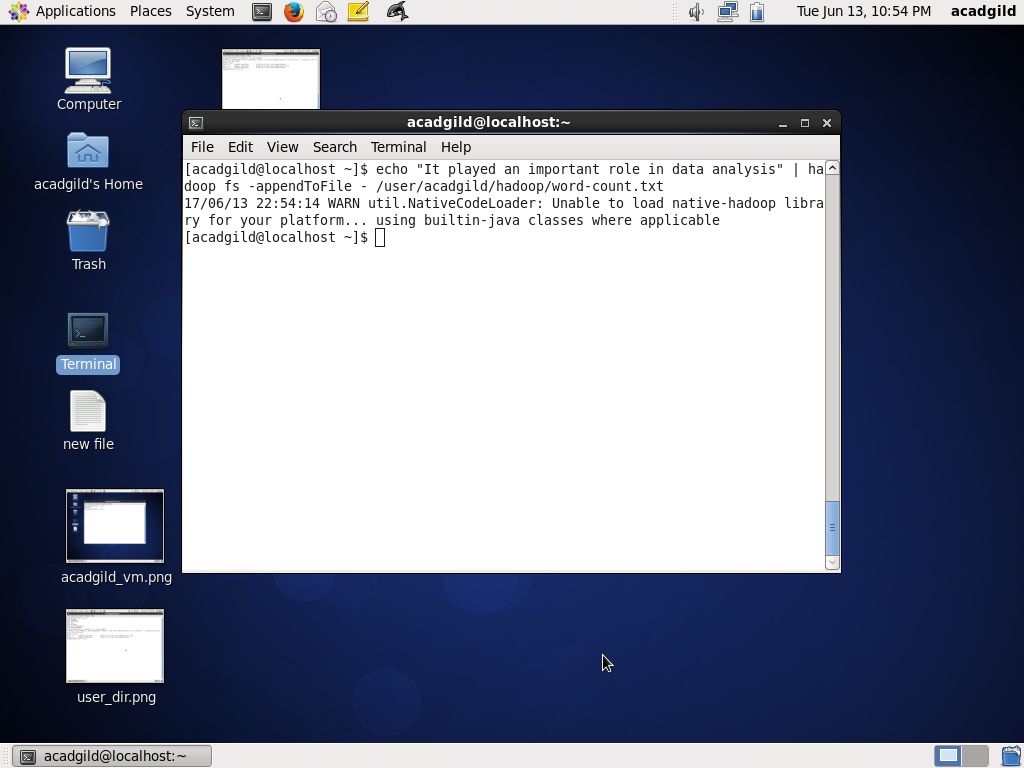 Applications Places System Tue Jun 13, 10:54 PM acadgild
Computer
acadgild's Home
Trash
Terminal
new file
acadgild_vm.png
user_dir.png
acadgild@localhost:~
File Edit View Search Terminal Help
[acadgild@localhost ~]$ echo "It played an important role in data analysis" | ha
doop fs -appendToFile - /user/acadgild/hadoop/word-count.txt
17/06/13 22:54:14 WARN util.NativeCodeLoader: Unable to load native-hadoop libra
ry for your platform... using builtin-java classes where applicable
[acadgild@localhost ~]$
acadgild@localhost:~